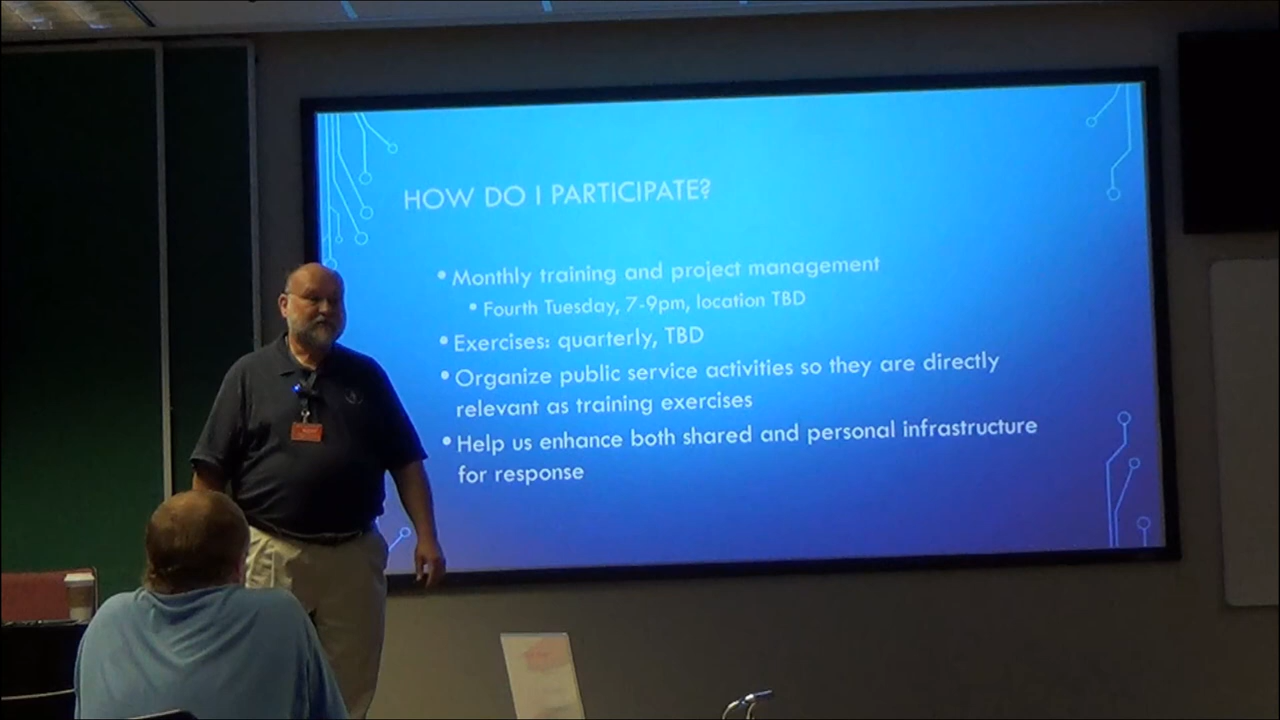 HOW DO I PARTICIPATE?
• Monthly training and project management
• Fourth Tuesday, 7-9pm, location TBD
• Exercises: quarterly, TBD
• Organize public service activities so they are directly
relevant as training exercises
• Help us enhance both shared and personal infrastructure
for response